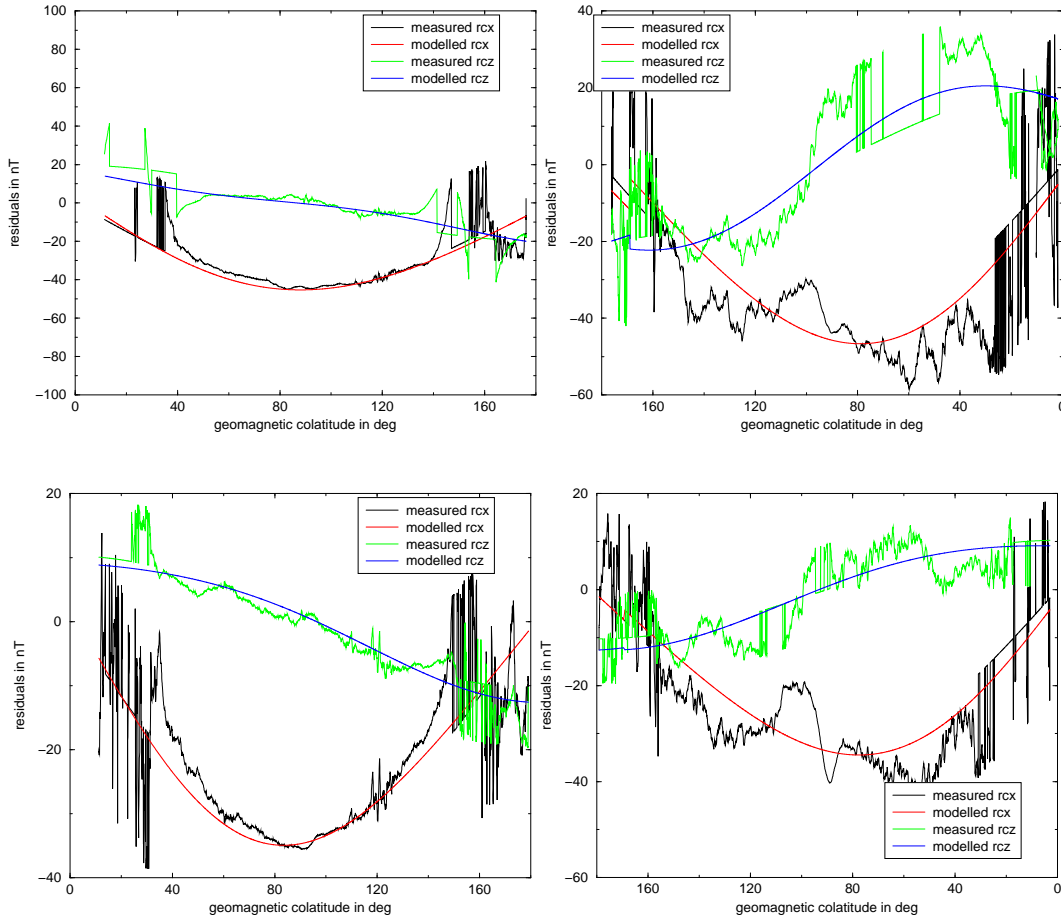 100
80
60
40
20
0
−20
−40
−60
−80
−100
residuals in nT
0
40
80
120
160
geomagnetic colatitude in deg
measured rcx
modelled rcx
measured rcz
modelled rcz
40
20
0
−20
−40
−60
residuals in nT
160
120
80
40
0
geomagnetic colatitude in deg
measured rcx
modelled rcx
measured rcz
modelled rcz
20
0
−20
−40
residuals in nT
0
40
80
120
160
geomagnetic colatitude in deg
measured rcx
modelled rcx
measured rcz
modelled rcz
20
0
−20
−40
−60
residuals in nT
160
120
80
40
0
geomagnetic colatitude in deg
measured rcx
modelled rcx
measured rcz
modelled rcz